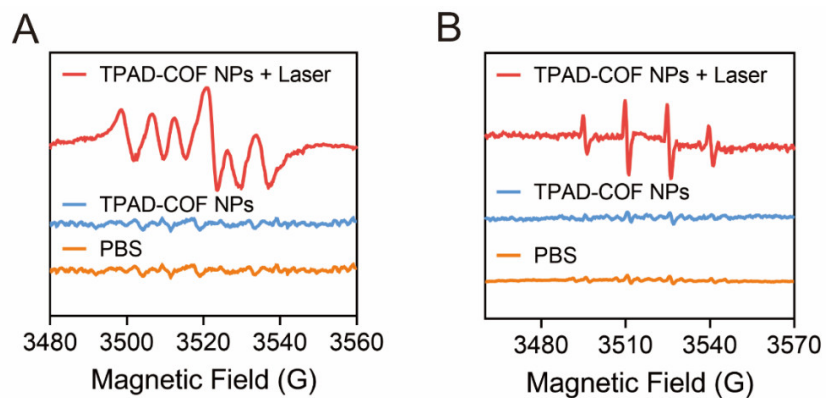 A
TPAD-COF NPs + Laser
TPAD-COF NPs
PBS
3480 3500 3520 3540 3560
Magnetic Field (G)
B
TPAD-COF NPs + Laser
TPAD-COF NPs
PBS
3480 3510 3540 3570
Magnetic Field (G)